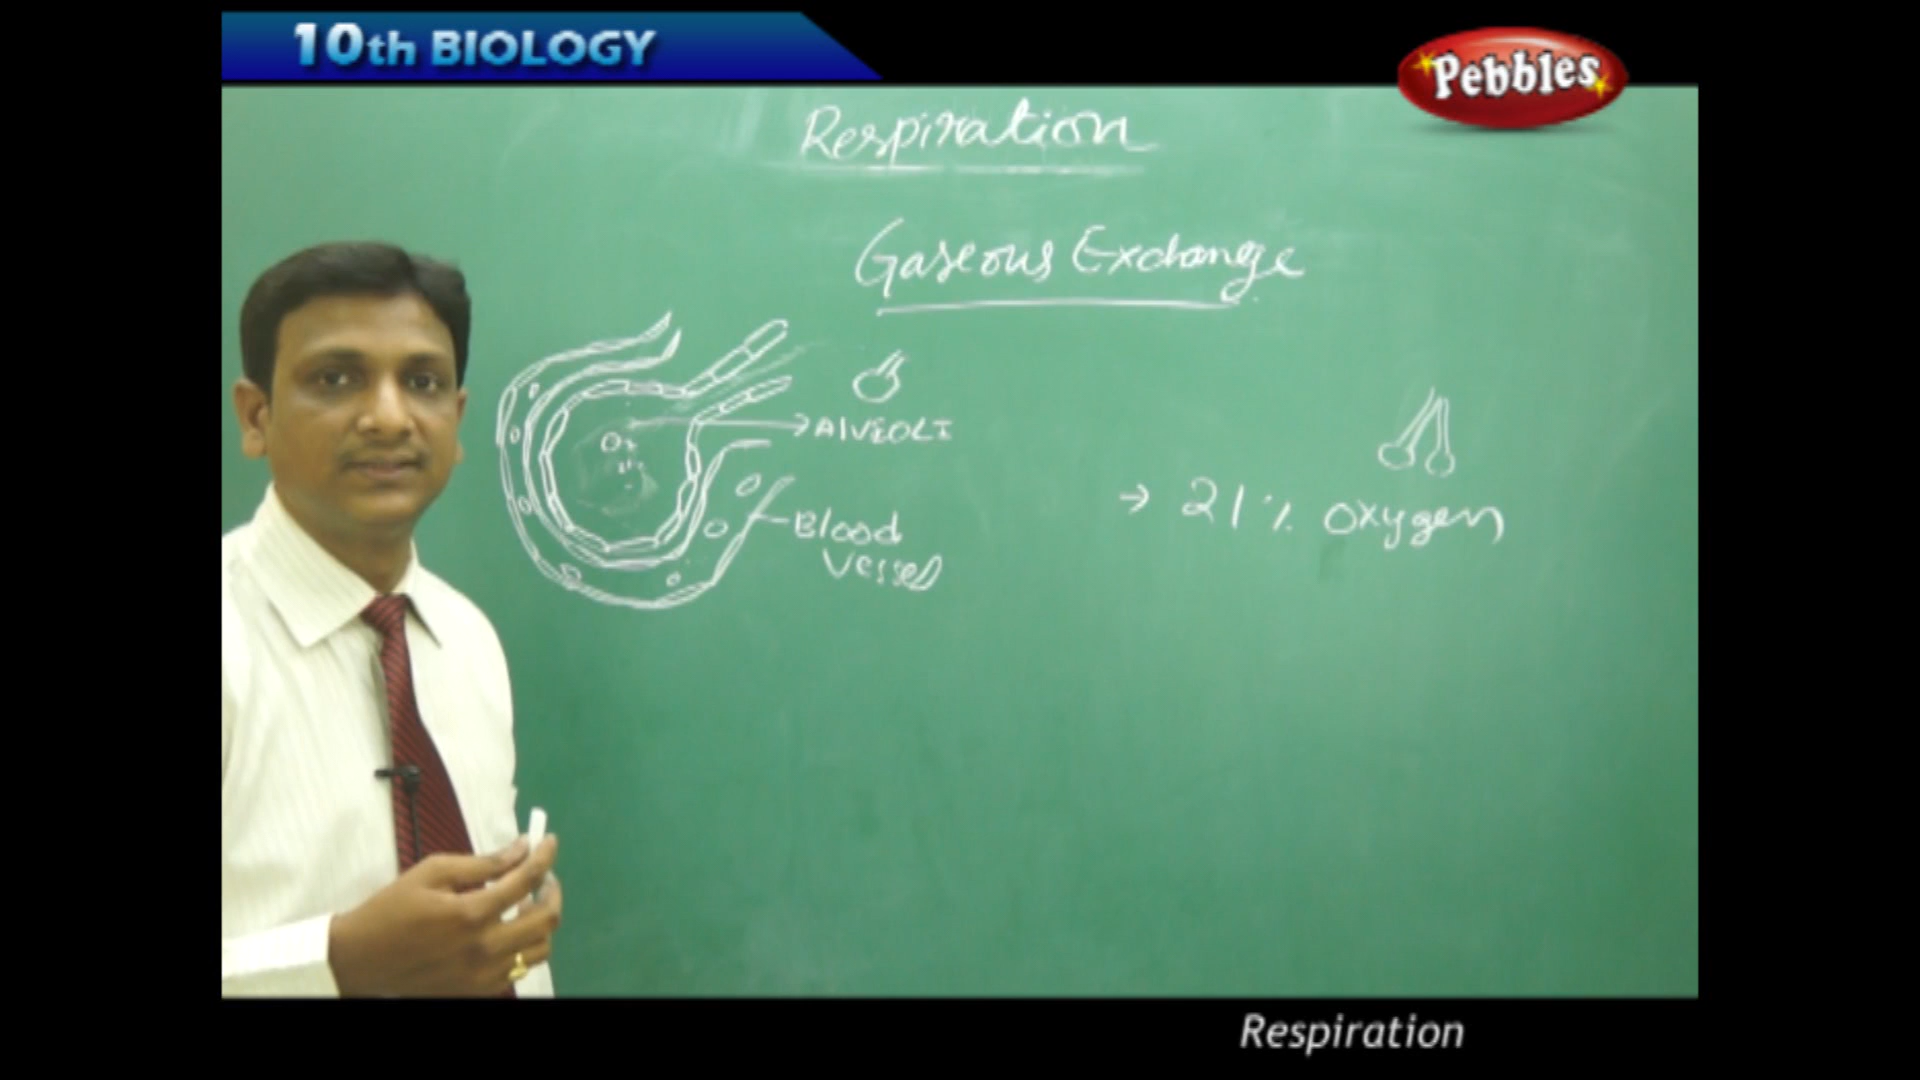 10th BIOLOGY
Pebbles
Respiration
Gaseous Exchange
ALVEOLI
Blood
Vessel
→ 21% oxygen
Respiration